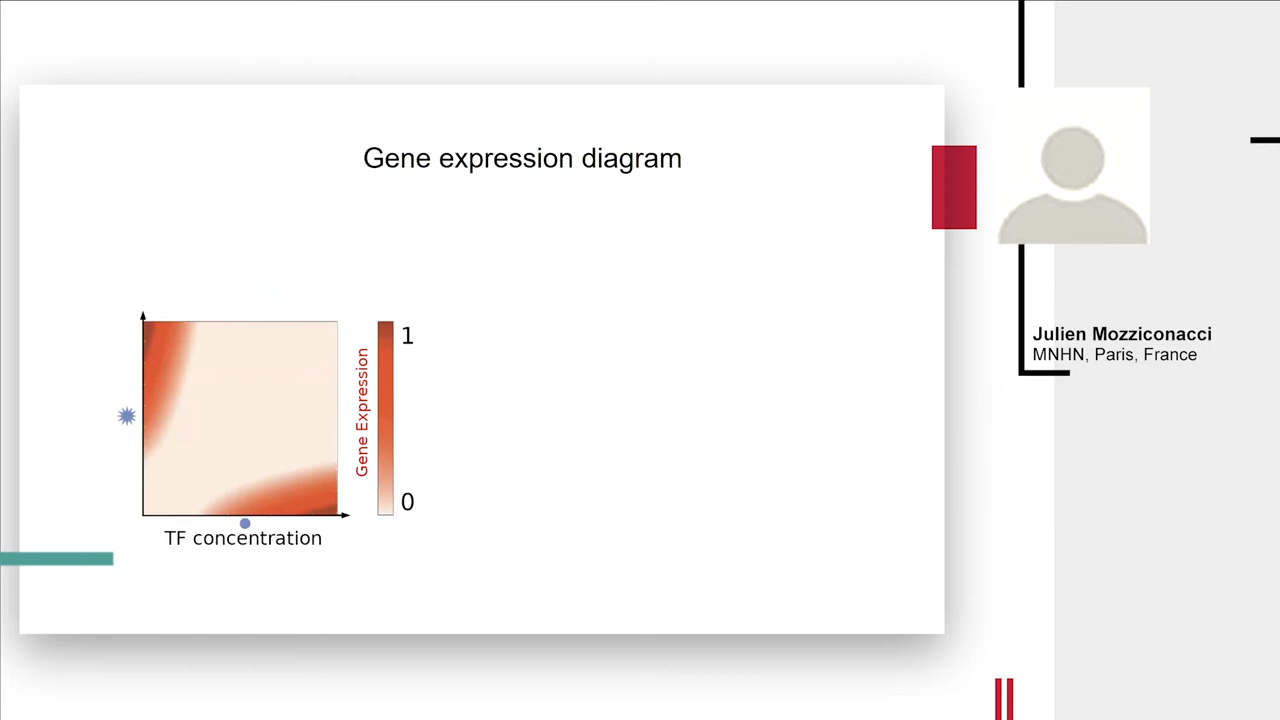 Gene expression diagram
1
Gene Expression
0
TF concentration
Julien Mozziconacci
MNHN, Paris, France